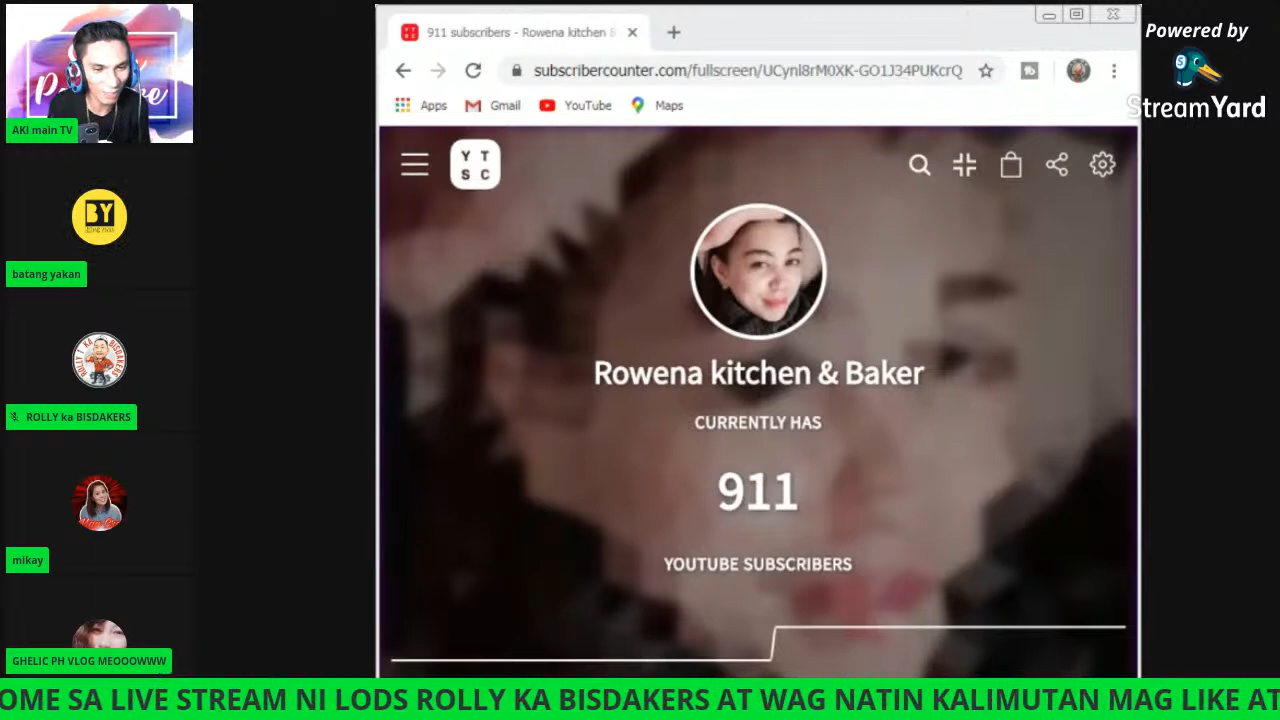 AKI main TV
BY
batang yakan
ROLLY ka BISDAKERS
mikay
GHELIC PH VLOG MEOOOWWW
911 subscribers - Rowena kitchen &
subscribercounter.com/fullscreen/UCynl8rM0XK-GO1J34PUKcrQ
Apps
Gmail
YouTube
Maps
Y T
S C
Rowena kitchen & Baker
CURRENTLY HAS
911
YOUTUBE SUBSCRIBERS
Powered by
StreamYard
OME SA LIVE STREAM NI LODS ROLLY KA BISDAKERS AT WAG NATIN KALIMUTAN MAG LIKE AT